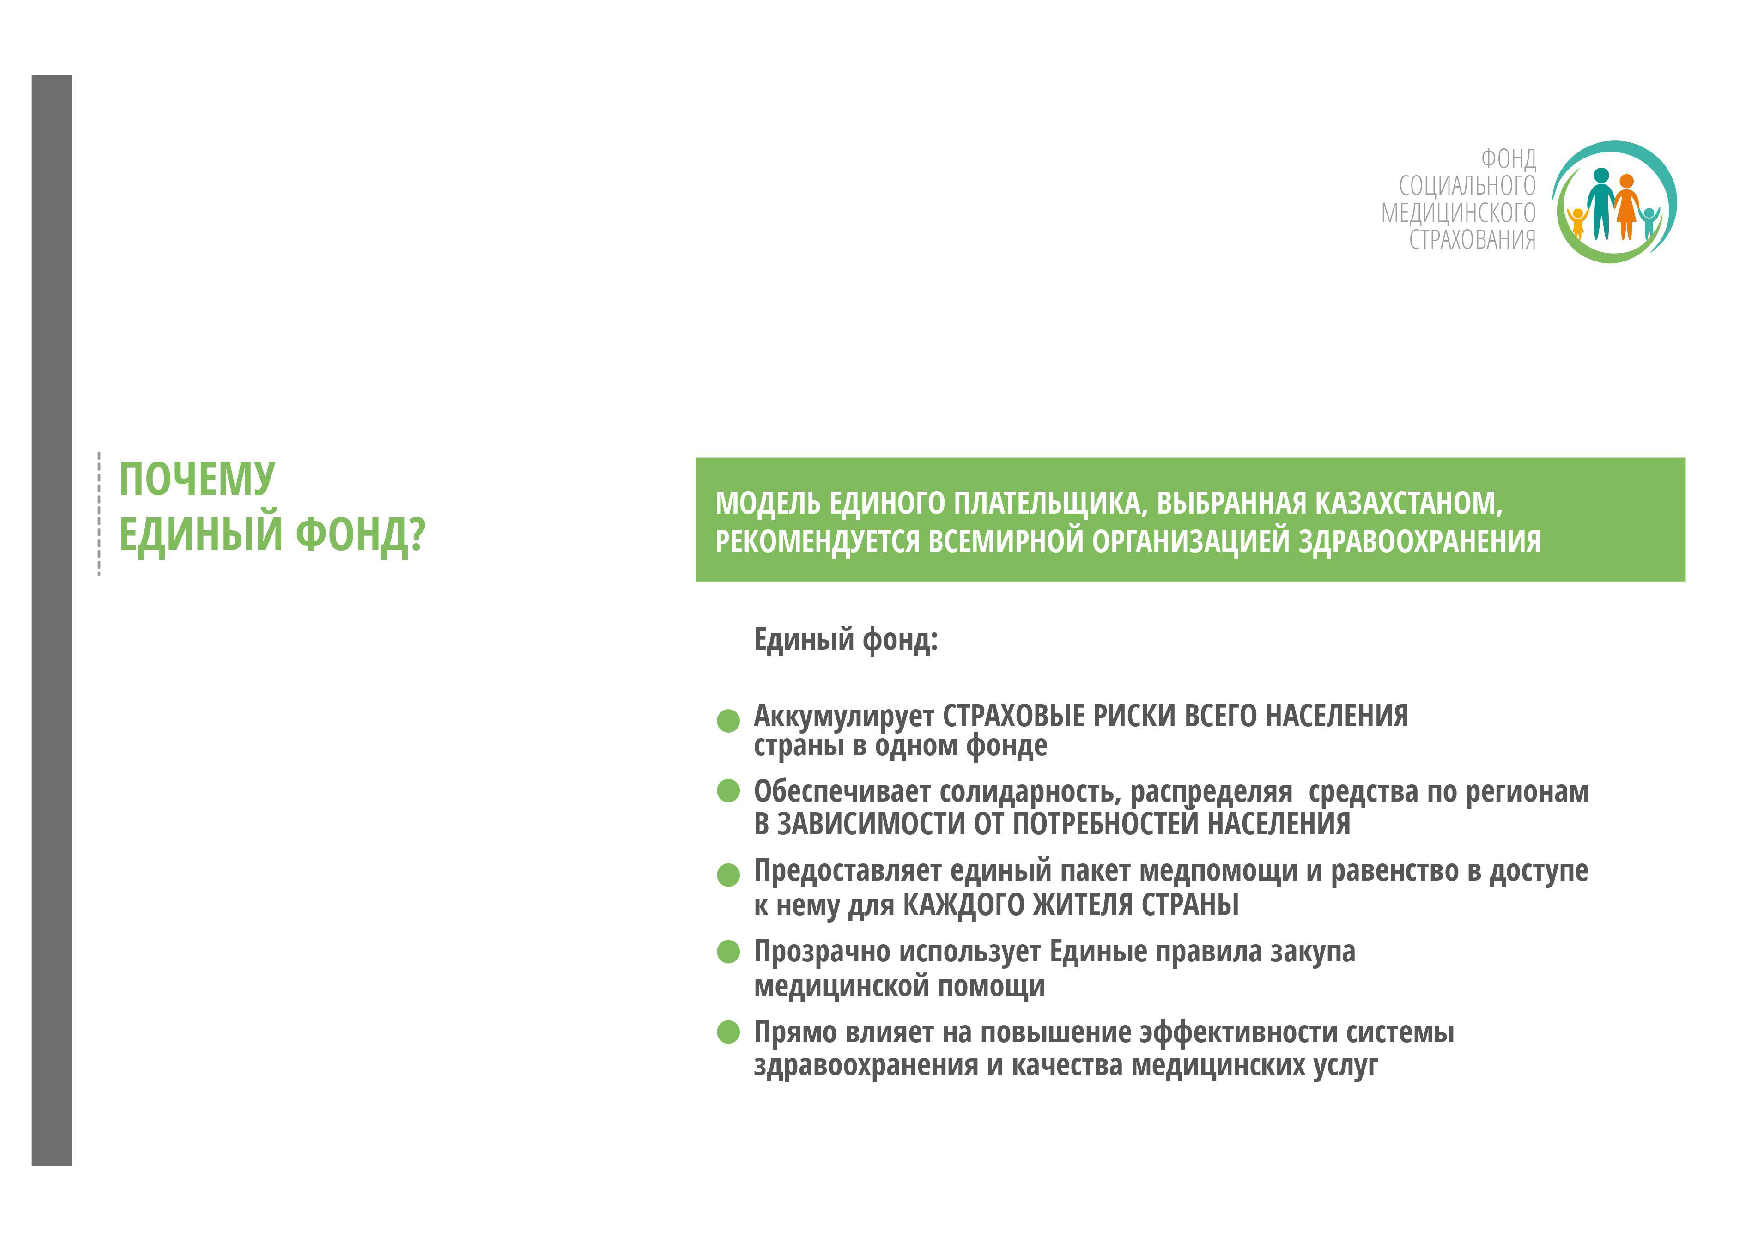 ФОНД
СОЦИАЛЬНОГО
МЕДИЦИНСКОГО
СТРАХОВАНИЯ
ПОЧЕМУ
ЕДИНЫЙ ФОНД?
МОДЕЛЬ ЕДИНОГО ПЛАТЕЛЬЩИКА, ВЫБРАННАЯ КАЗАХСТАНОМ,
РЕКОМЕНДУЕТСЯ ВСЕМИРНОЙ ОРГАНИЗАЦИЕЙ ЗДРАВООХРАНЕНИЯ
Единый фонд:
Аккумулирует СТРАХОВЫЕ РИСКИ ВСЕГО НАСЕЛЕНИЯ
страны в одном фонде
Обеспечивает солидарность, распределяя средства по регионам
В ЗАВИСИМОСТИ ОТ ПОТРЕБНОСТЕЙ НАСЕЛЕНИЯ
Предоставляет единый пакет медпомощи и равенство в доступе
к нему для КАЖДОГО ЖИТЕЛЯ СТРАНЫ
Прозрачно использует Единые правила закупа
медицинской помощи
Прямо влияет на повышение эффективности системы
здравоохранения и качества медицинских услуг